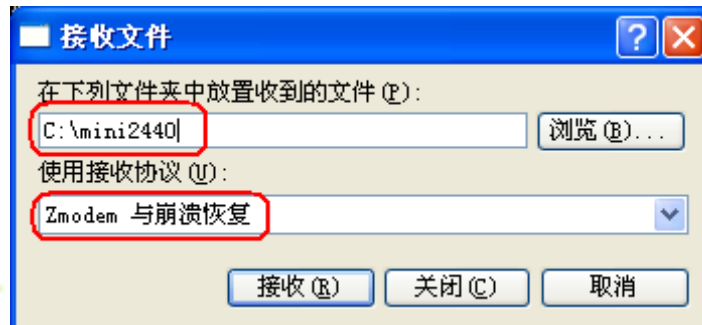 接收文件
在下列文件夹中放置收到的文件(P):
C:\mini2440
浏览(B)...
使用接收协议(U):
Zmodem 与崩溃恢复
接收(R) 关闭(C) 取消